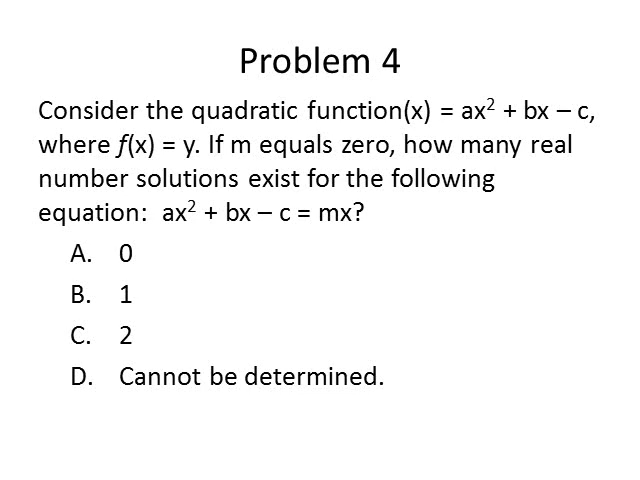 Problem 4
Consider the quadratic function(x) = ax² + bx – c,
where f(x) = y. If m equals zero, how many real
number solutions exist for the following
equation: ax² + bx – c = mx?
A. 0
B. 1
C. 2
D. Cannot be determined.